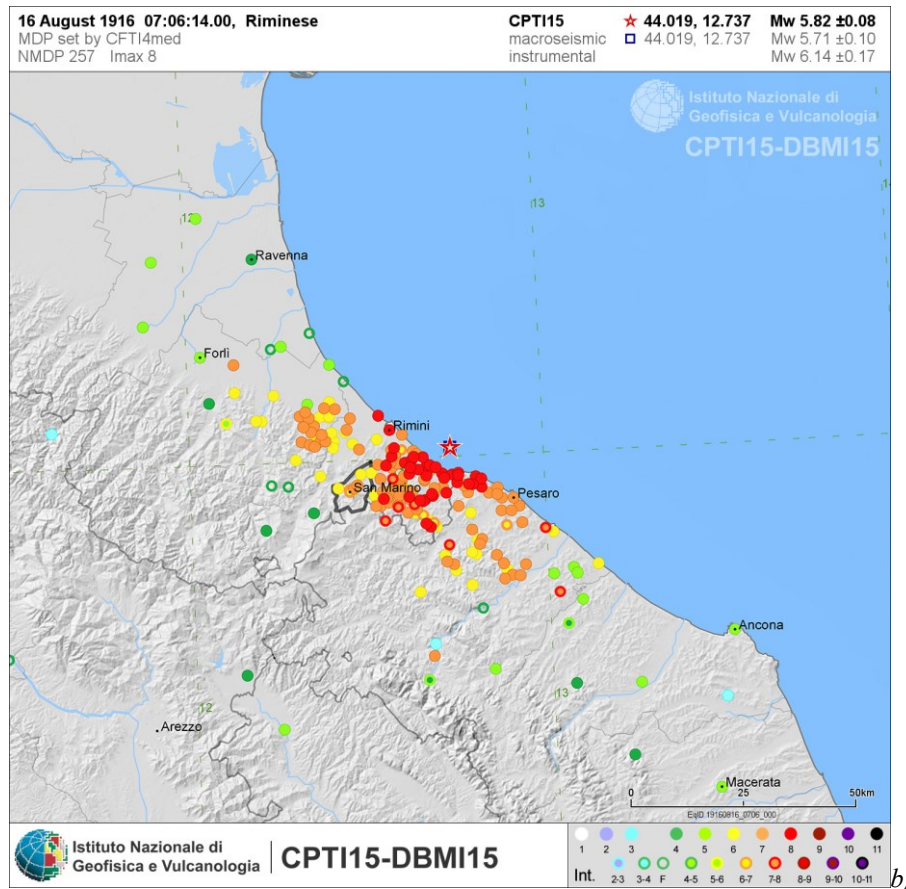 16 August 1916 07:06:14.00, Riminese
MDP set by CFTI4med
NMDP 257 Imax 8
CPTI15 44.019, 12.737 Mw 5.82 ±0.08
macroseismic 44.019, 12.737 Mw 5.71 ±0.10
instrumental Mw 6.14 ±0.17
Istituto Nazionale di
Geofisica e Vulcanologia
CPTI15-DBMI15
14
12
13
Ravenna
Forlì
Rimini
San Marino
Pesaro
Ancona
12
13
Arezzo
Macerata
0 25 50km
EqID 19160816_0706_000
Istituto Nazionale di
Geofisica e Vulcanologia
CPTI15-DBMI15
1 2 3 4 5 6 7 8 9 10 11
Int. 2-3 3-4 F 4-5 5-6 6-7 7-8 8-9 9-10 10-11
b.